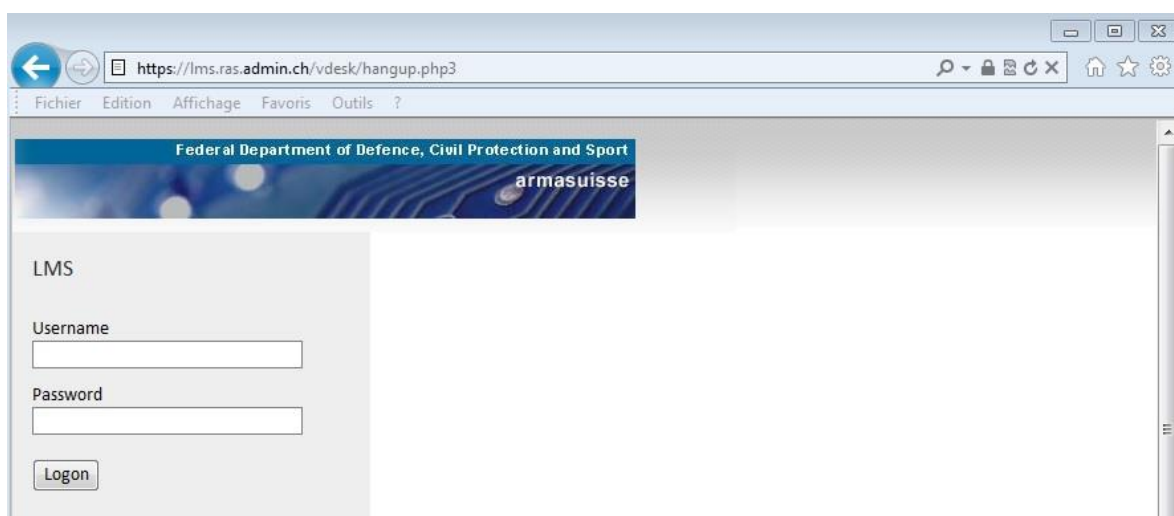 https://lms.ras.admin.ch/vdesk/hangup.php3
Fichier Edition Affichage Favoris Outils ?
Federal Department of Defence, Civil Protection and Sport
armasuisse
LMS
Username
Password
Logon